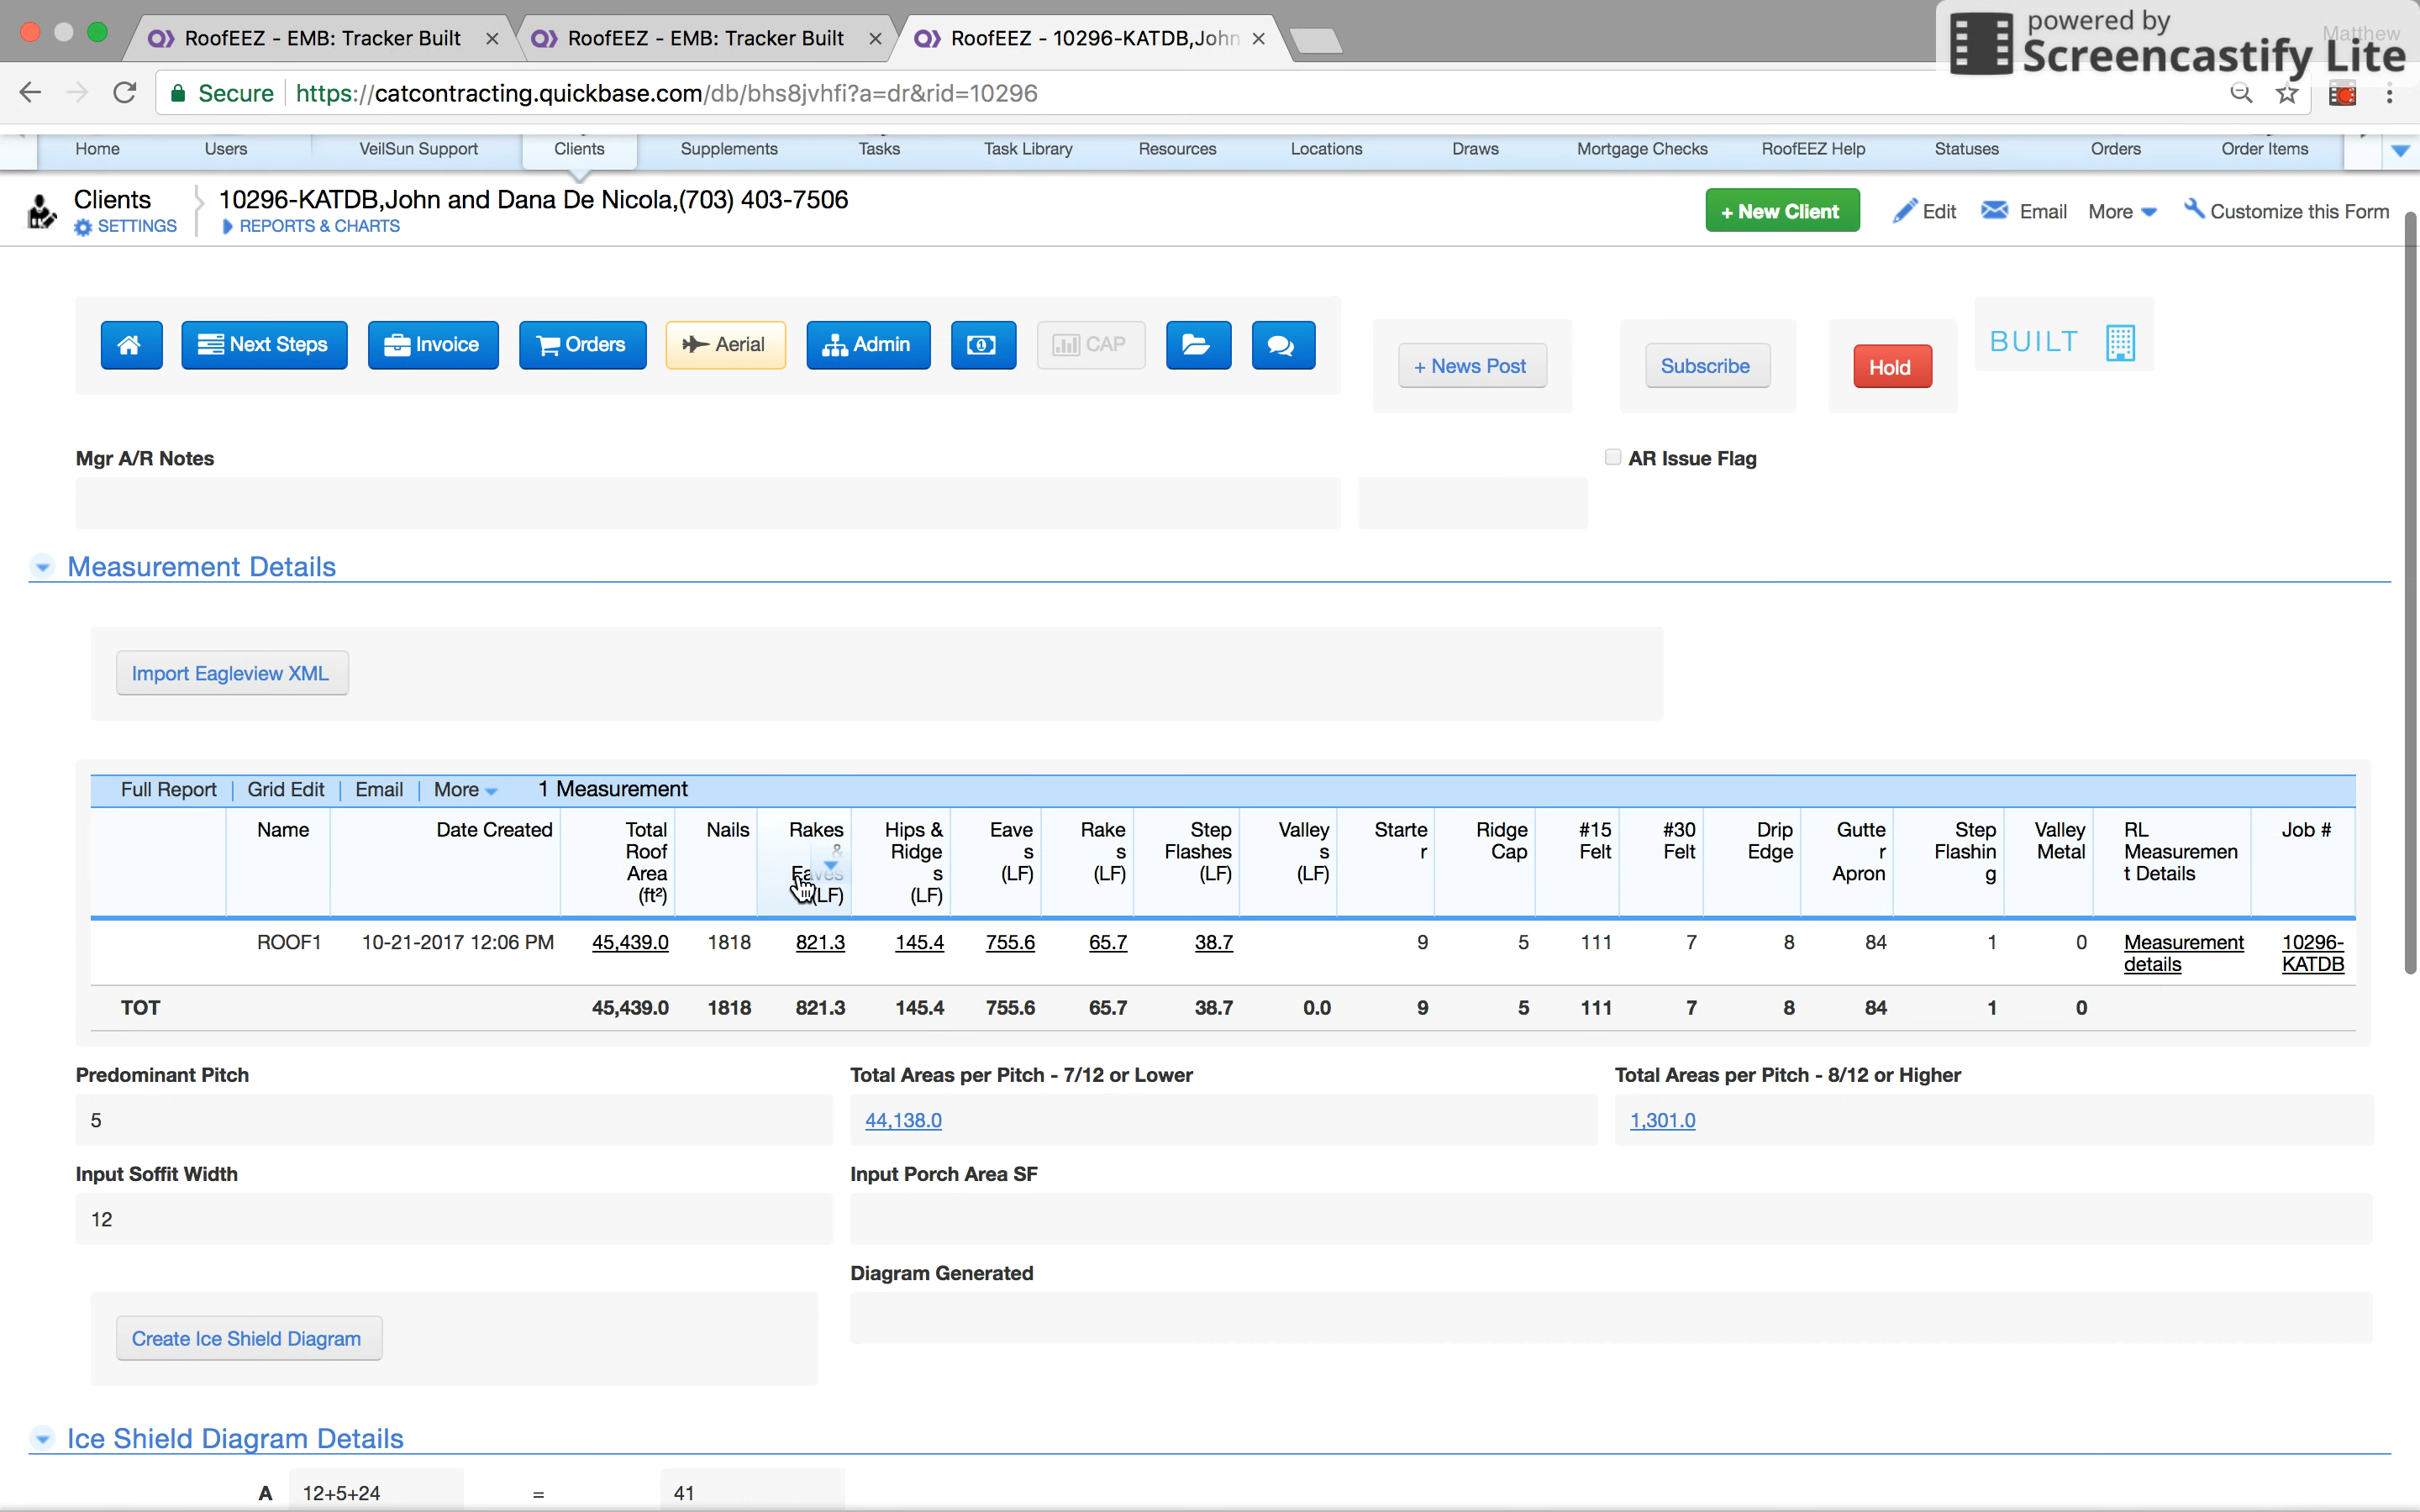 RoofEEZ - EMB: Tracker Built
RoofEEZ - EMB: Tracker Built
RoofEEZ - 10296-KATDB,John
Matthew
powered by
Screencastify Lite
Secure
https://catcontracting.quickbase.com/db/bhs8jvhfi?a=dr&rid=10296
Home Users VeilSun Support Clients Supplements Tasks Task Library Resources Locations Draws Mortgage Checks RoofEEZ Help Statuses Orders Order Items
Clients
SETTINGS
10296-KATDB,John and Dana De Nicola,(703) 403-7506
REPORTS & CHARTS
+ New Client Edit Email More Customize this Form
Next Steps Invoice Orders Aerial Admin CAP
+ News Post
Subscribe
Hold
BUILT
Mgr A/R Notes
AR Issue Flag
Measurement Details
Import Eagleview XML
Full Report Grid Edit Email More 1 Measurement
Name
Date Created
Total
Roof
Area
(ft²)
Nails
Rakes
&
Eaves
(LF)
Hips &
Ridge
s
(LF)
Eave
s
(LF)
Rake
s
(LF)
Step
Flashes
(LF)
Valley
s
(LF)
Starte
r
Ridge
Cap
#15
Felt
#30
Felt
Drip
Edge
Gutte
r
Apron
Step
Flashin
g
Valley
Metal
RL
Measuremen
t Details
Job #
ROOF1 10-21-2017 12:06 PM 45,439.0 1818 821.3 145.4 755.6 65.7 38.7 9 5 111 7 8 84 1 0
Measurement
details
10296-
KATDB
TOT 45,439.0 1818 821.3 145.4 755.6 65.7 38.7 0.0 9 5 111 7 8 84 1 0
Predominant Pitch
5
Total Areas per Pitch - 7/12 or Lower
44,138.0
Total Areas per Pitch - 8/12 or Higher
1,301.0
Input Soffit Width
12
Input Porch Area SF
Diagram Generated
Create Ice Shield Diagram
Ice Shield Diagram Details
A 12+5+24 = 41